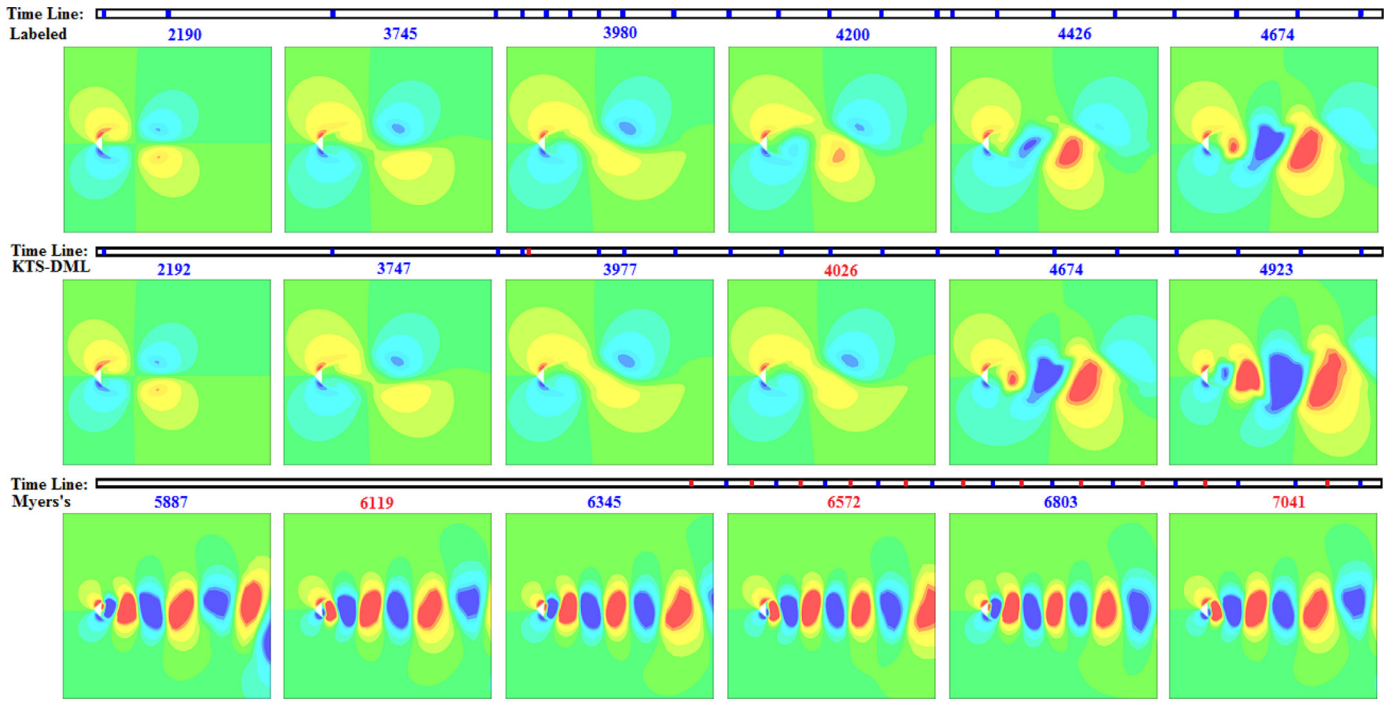 Time Line:
Labeled 2190 3745 3980 4200 4426 4674
Time Line:
KTS-DML 2192 3747 3977 4026 4674 4923
Time Line:
Myers's 5887 6119 6345 6572 6803 7041